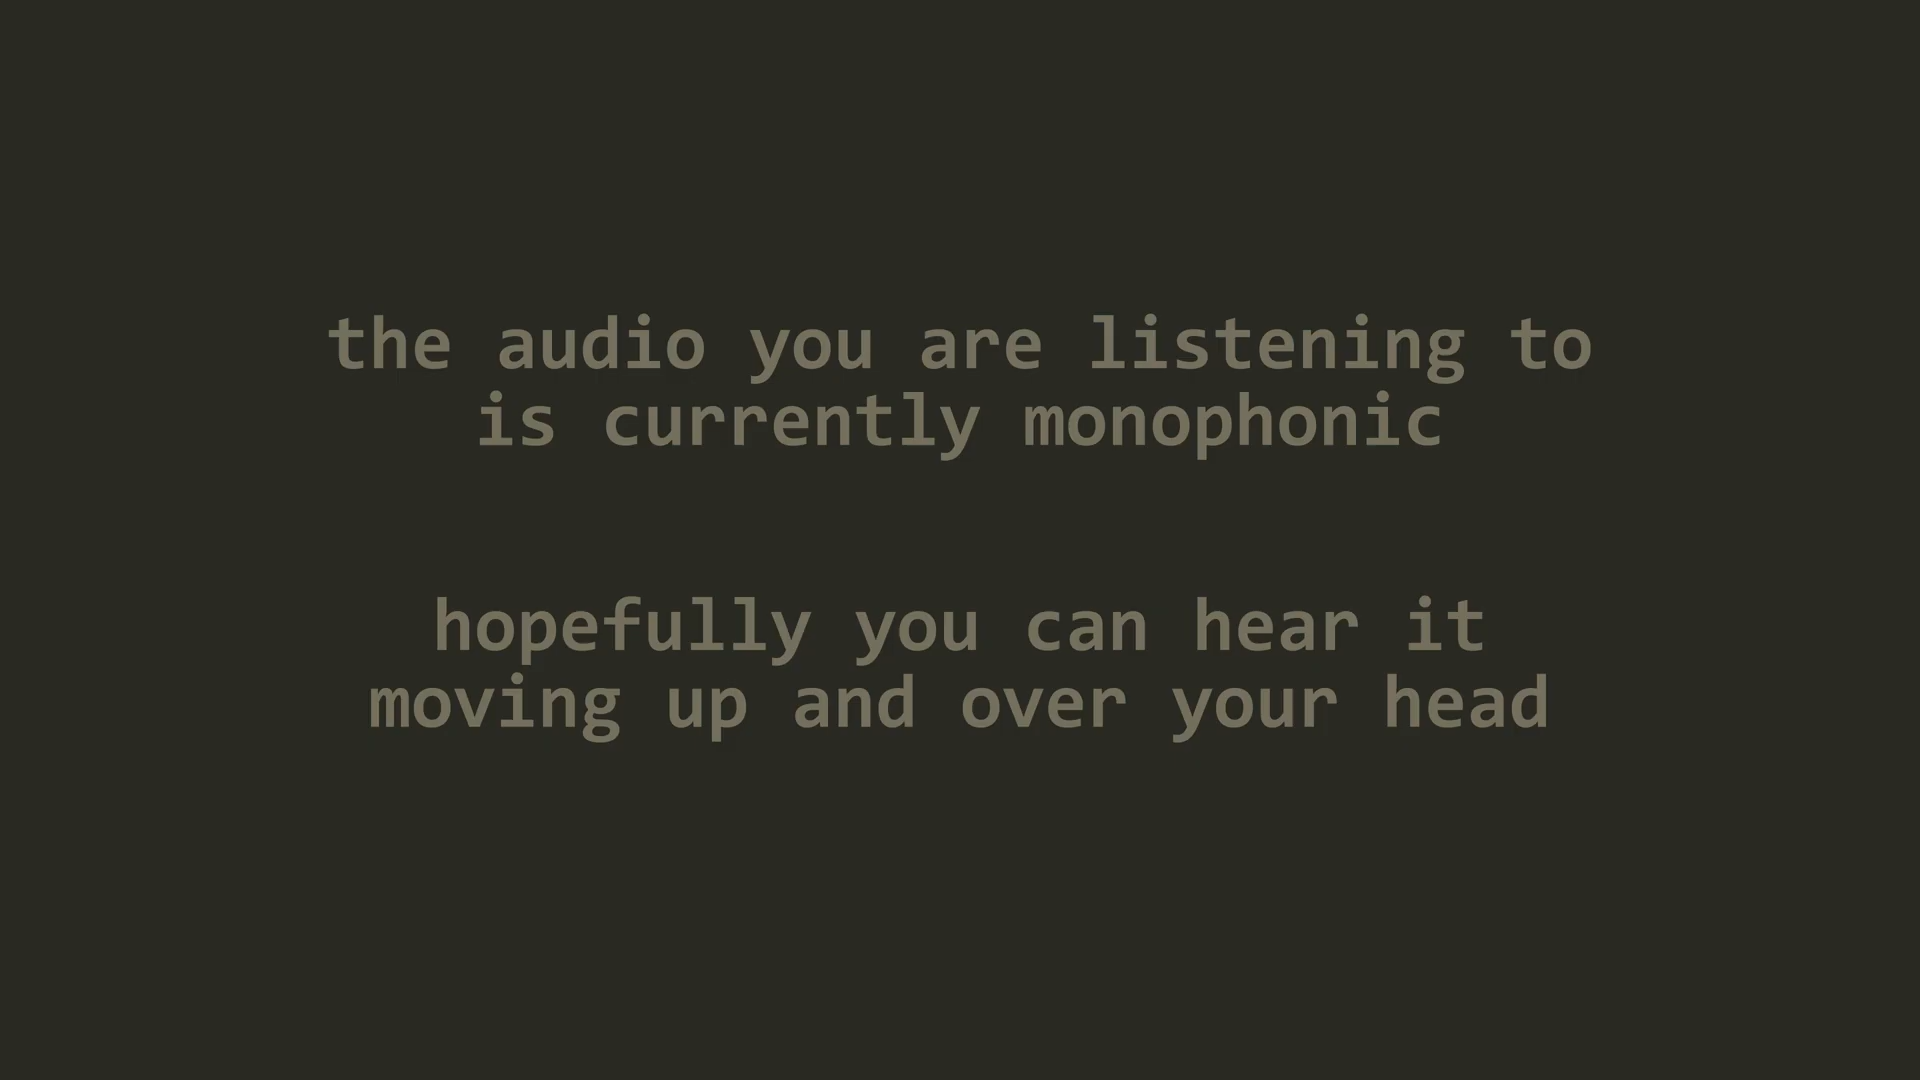 the audio you are listening to
is currently monophonic
hopefully you can hear it
moving up and over your head